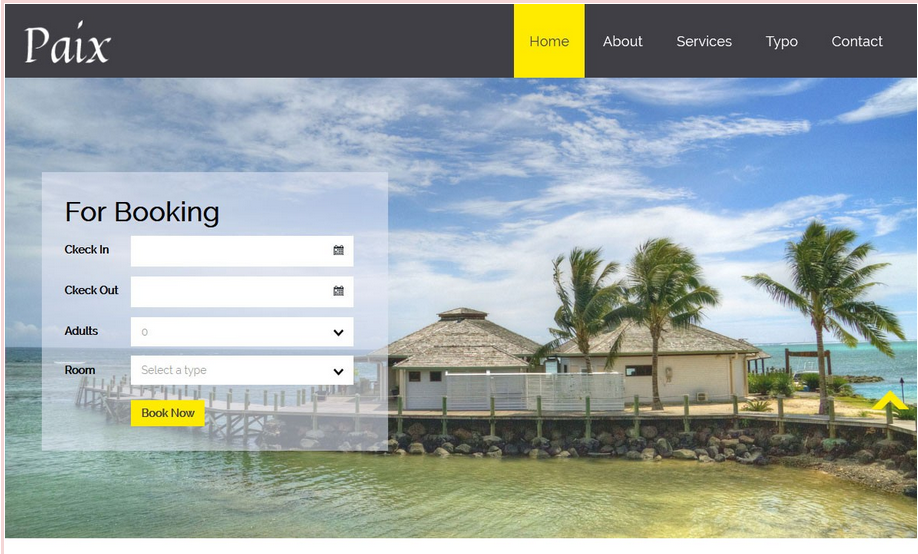 Paix
Home About Services Typo Contact
For Booking
Ckeck In
Ckeck Out
Adults 0
Room Select a type
Book Now